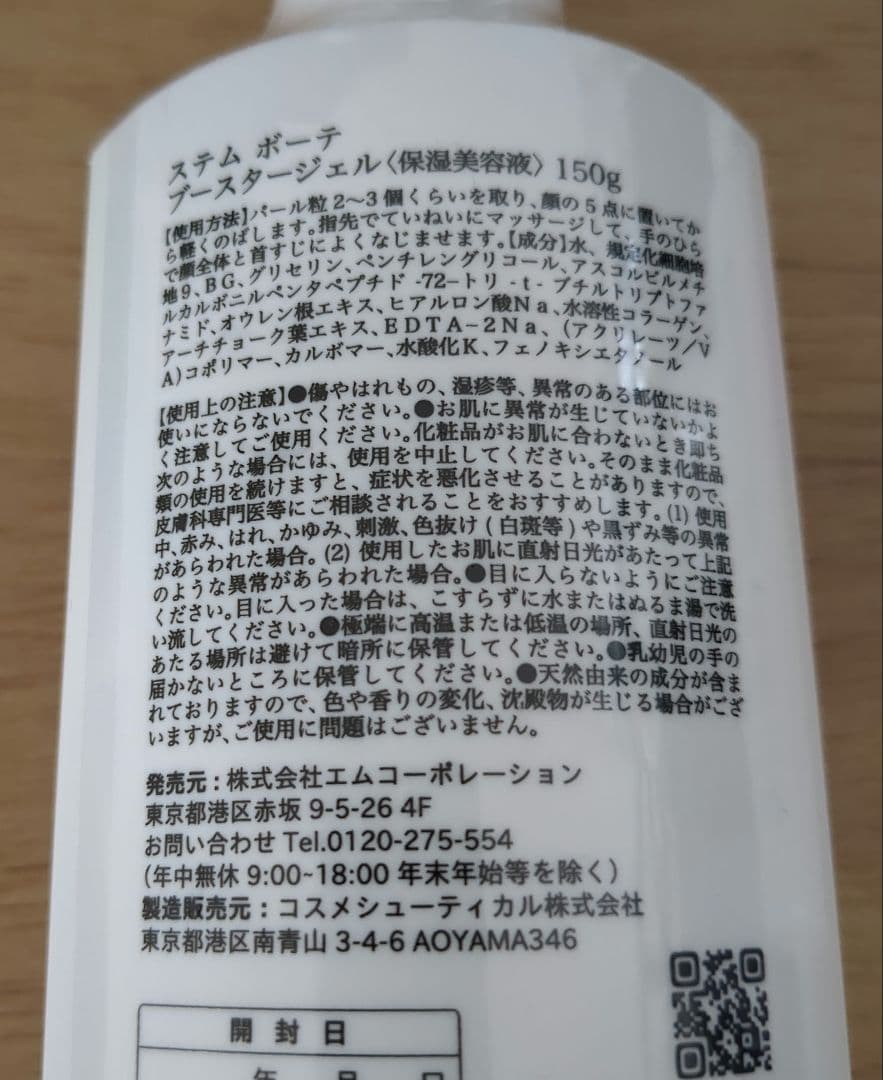 ステム ボーテ
ブースタージェル〈保湿美容液〉150g
【使用方法】パール粒2〜3個くらいを取り、顔の5点に置いてか
ら軽くのばします。指先でていねいにマッサージして、手のひら
で顔全体と首すじによくなじませます。【成分】水、規定化細胞培
地9、BG、グリセリン、ペンチレングリコール、アスコルビルメチ
ルカルボニルペンタペプチド-72−トリ-t-ブチルトリプトファ
ナミド、オウレン根エキス、ヒアルロン酸Na、水溶性コラーゲン、
アーチチョーク葉エキス、EDTA−2Na、(アクリレーツ/V
A)コポリマー、カルボマー、水酸化K、フェノキシエタノール
【使用上の注意】●傷やはれもの、湿疹等、異常のある部位にはお
使いにならないでください。●お肌に異常が生じていないかよ
く注意してご使用ください。化粧品がお肌に合わないとき即ち
次のような場合には、使用を中止してください。そのまま化粧品
類の使用を続けますと、症状を悪化させることがありますので、
皮膚科専門医等にご相談されることをおすすめします。(1) 使用
中、赤み、はれ、かゆみ、刺激、色抜け(白斑等)や黒ずみ等の異常
があらわれた場合。(2) 使用したお肌に直射日光があたって上記
のような異常があらわれた場合。●目に入らないようにご注意
ください。目に入った場合は、こすらずに水またはぬるま湯で洗
い流してください。●極端に高温または低温の場所、直射日光の
あたる場所は避けて暗所に保管してください。●乳幼児の手の
届かないところに保管してください。●天然由来の成分が含ま
れておりますので、色や香りの変化、沈殿物が生じる場合がござ
いますが、ご使用に問題はございません。
発売元:株式会社エムコーポレーション
東京都港区赤坂 9-5-26 4F
お問い合わせ Tel.0120-275-554
(年中無休 9:00~18:00 年末年始等を除く)
製造販売元:コスメシューティカル株式会社
東京都港区南青山 3-4-6 AOYAMA346
開封日
年 月 日